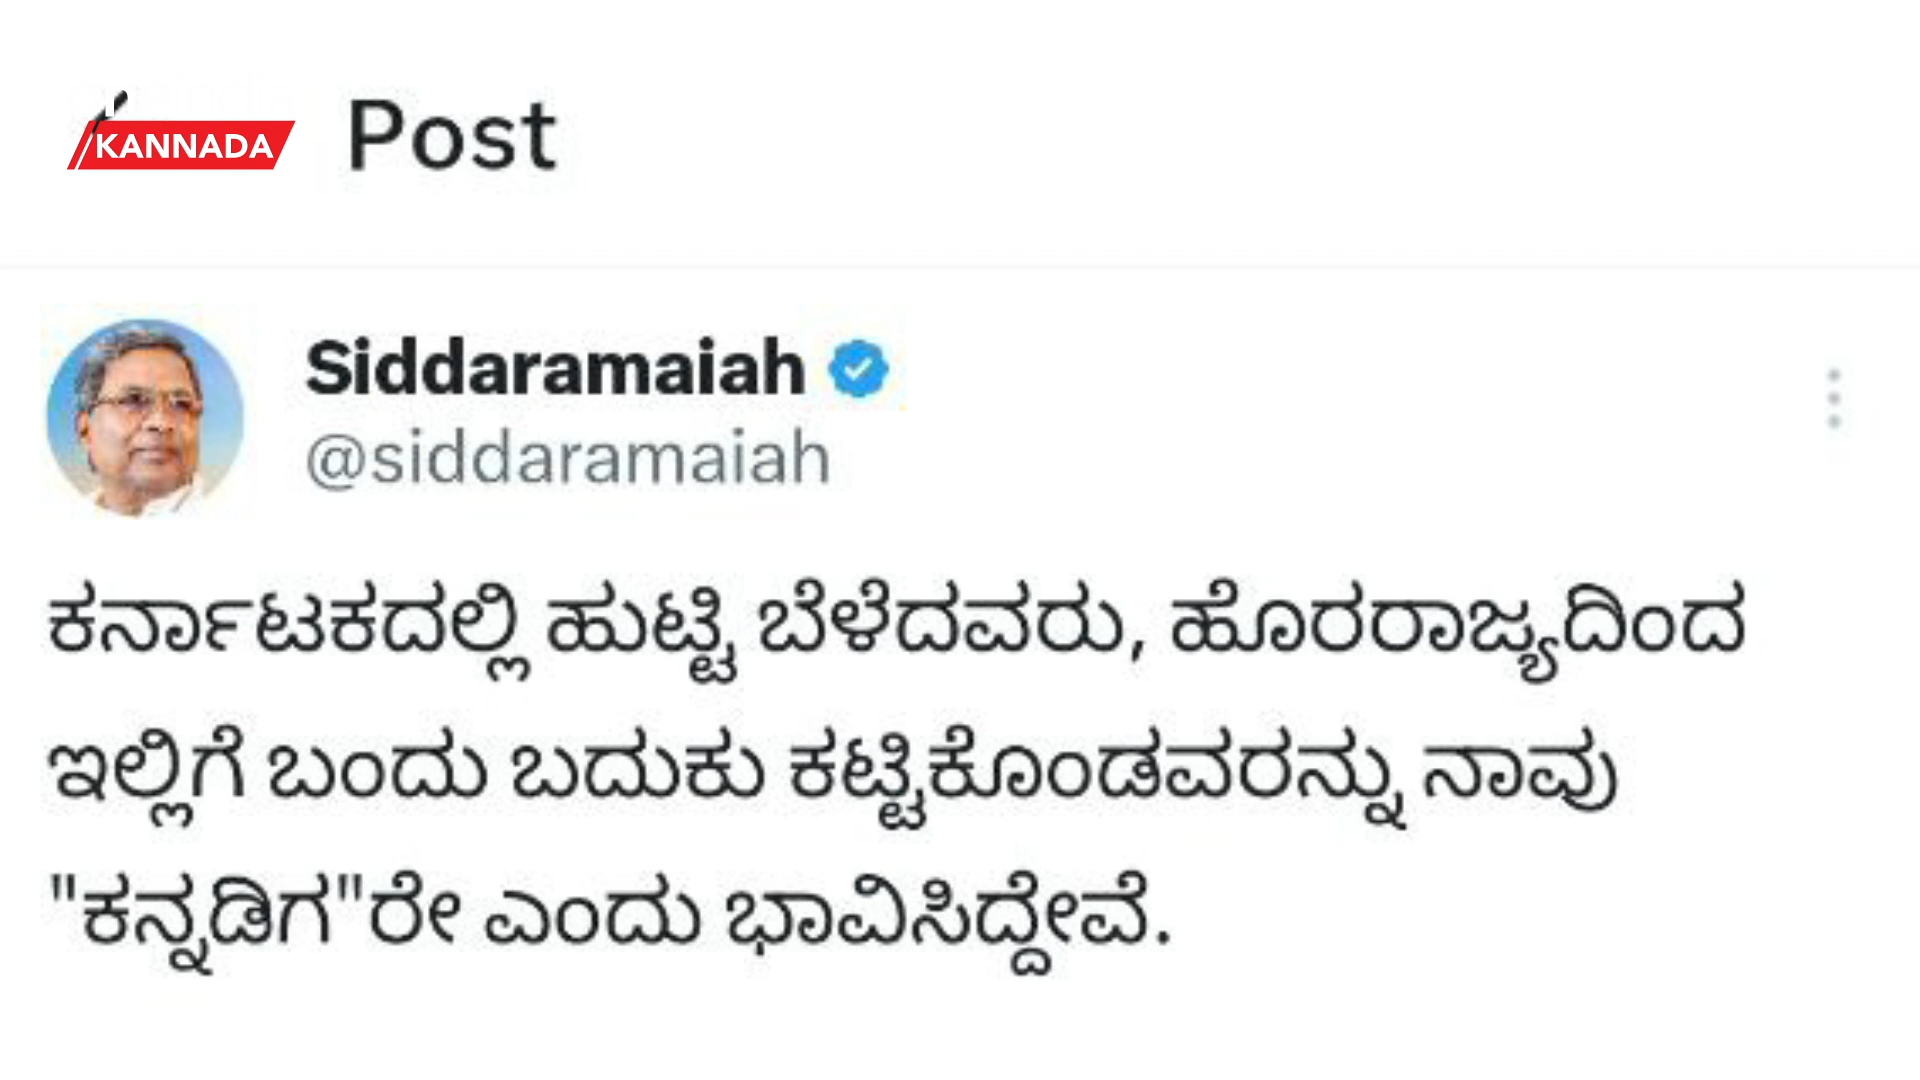 KANNADA
Post
Siddaramaiah
@siddaramaiah
ಕರ್ನಾಟಕದಲ್ಲಿ ಹುಟ್ಟಿ ಬೆಳೆದವರು, ಹೊರರಾಜ್ಯದಿಂದ
ಇಲ್ಲಿಗೆ ಬಂದು ಬದುಕು ಕಟ್ಟಿಕೊಂಡವರನ್ನು ನಾವು
"ಕನ್ನಡಿಗ"ರೇ ಎಂದು ಭಾವಿಸಿದ್ದೇವೆ.